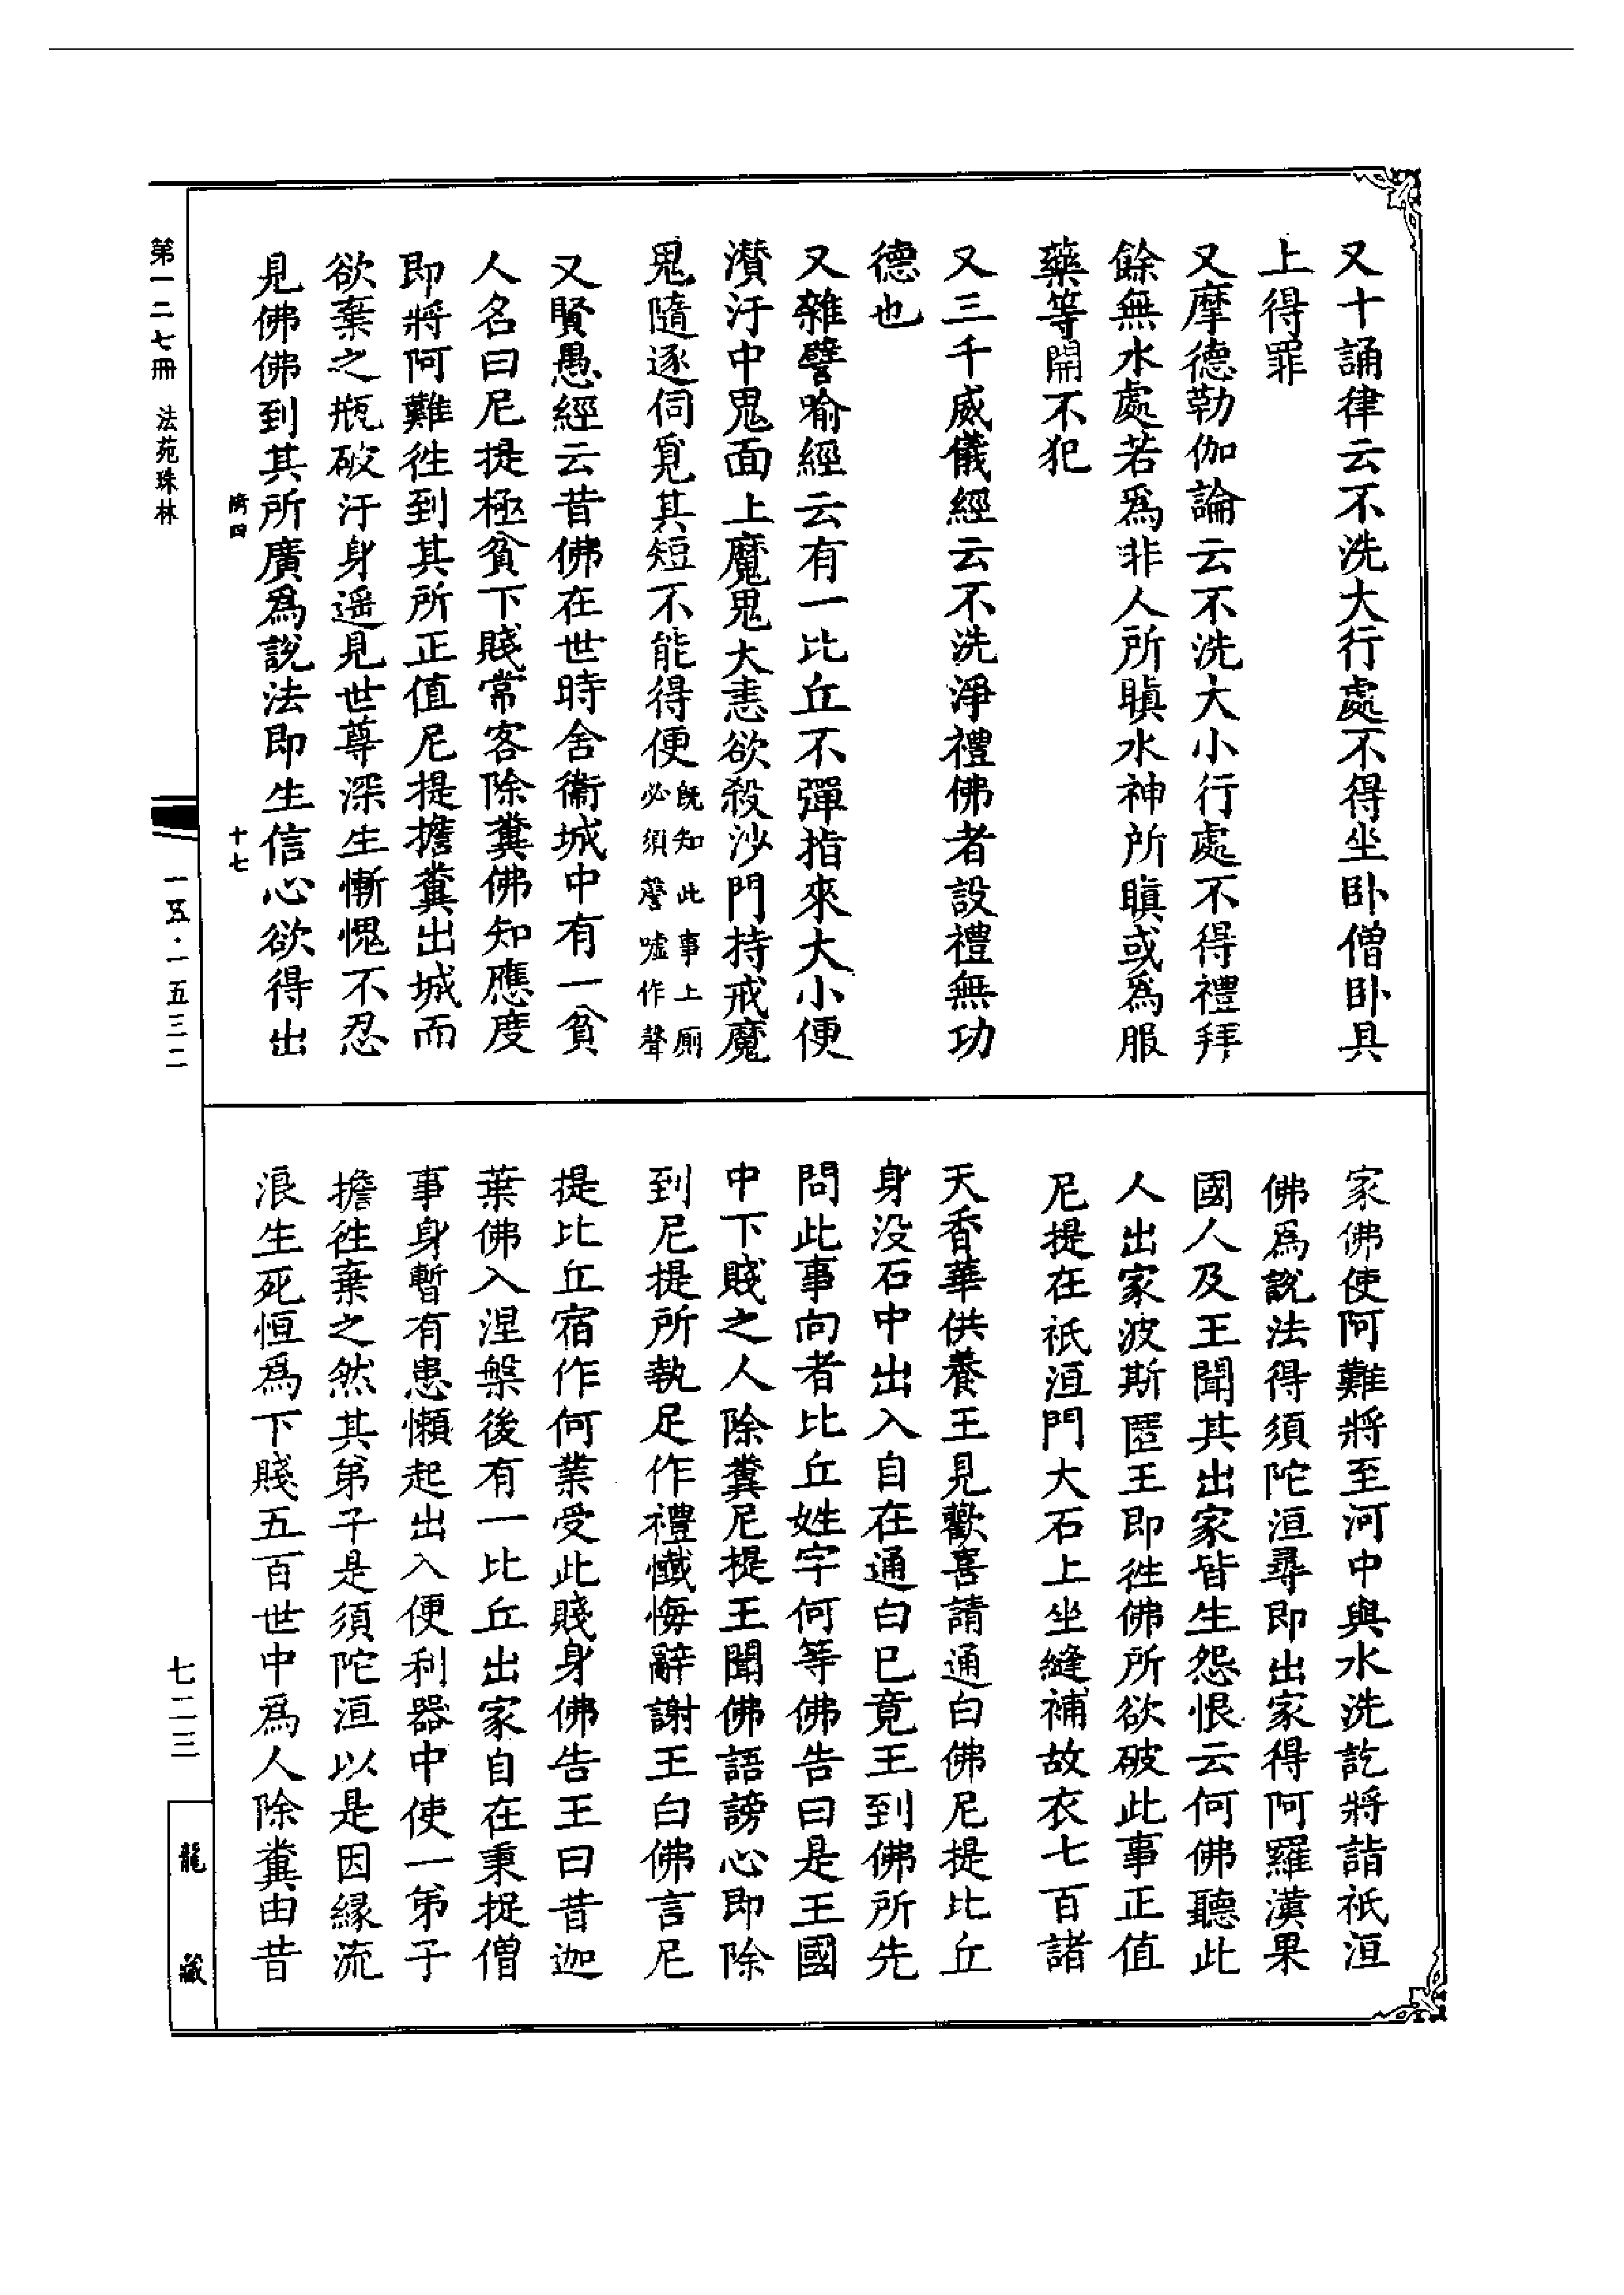 又十誦律云不洗大行處不得坐卧僧卧具
上得罪
又摩德勒伽論云不洗大小行處不得禮拜
餘無水處若爲非人所瞋水神所瞋或爲服
藥等開不犯
又三千威儀經云不洗淨禮佛者設禮無功
德也
又雜譬喻經云有一比丘不彈指來大小便
濽汙中鬼面上魔鬼大恚欲殺沙門持戒魔
鬼隨逐伺覓其短不能得便既知此事上廁
必須謦噓作聲
又賢愚經云昔佛在世時舍衞城中有一貧
人名曰尼提極貧下賤常客除糞佛知應度
即將阿難徃到其所正值尼提擔糞出城而
欲棄之瓶破汙身遥見世尊深生慚愧不忍
見佛佛到其所廣爲説法即生信心欲得出
家佛使阿難將至河中與水洗訖將詣祇洹
佛爲説法得須陀洹尋即出家得阿羅漢果
國人及王聞其出家皆生怨恨云何佛聽此
人出家波斯匿王即徃佛所欲破此事正值
尼提在祇洹門大石上坐縫補故衣七百諸
天香華供養王見歡喜請通白佛尼提比丘
身没石中出入自在通白已竟王到佛所先
問此事向者比丘姓字何等佛告曰是王國
中下賤之人除糞尼提王聞佛語謗心即除
到尼提所執足作禮懺悔辭謝王白佛言尼
提比丘宿作何業受此賤身佛告王曰昔迦
葉佛入涅槃後有一比丘出家自在秉捉僧
事身暫有患懶起出入便利器中使一弟子
擔徃棄之然其弟子是須陀洹以是因緣流
浪生死恒爲下賤五百世中爲人除糞由昔
十七
第一二七冊 法苑珠林
一五·一五三二
七二三
龍藏